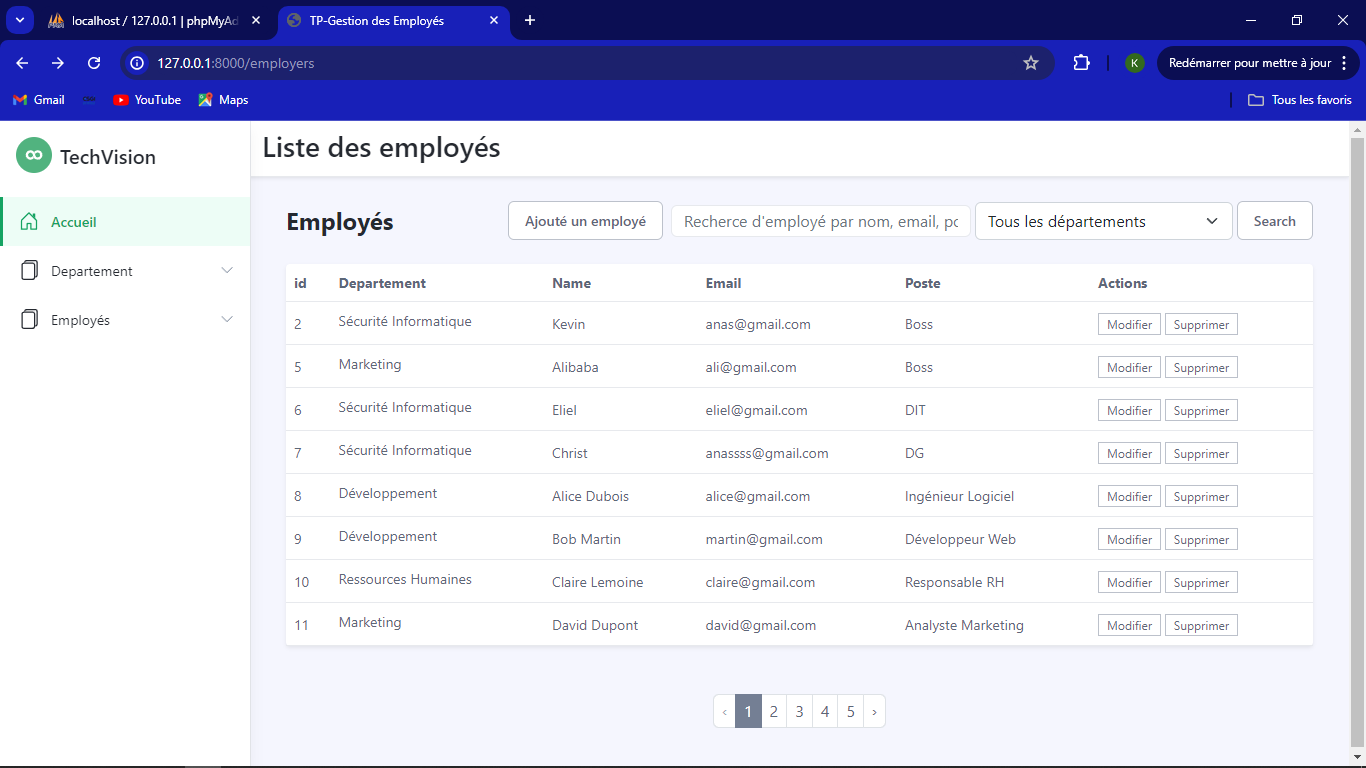 localhost / 127.0.0.1 | phpMyAd
TP-Gestion des Employés
127.0.0.1:8000/employers
K
Redémarrer pour mettre à jour
Gmail
YouTube
Maps
Tous les favoris
TechVision
Liste des employés
Accueil
Departement
Employés
Employés
Ajouté un employé
Recherce d'employé par nom, email, pc
Tous les départements
Search
id Departement Name Email Poste Actions
2 Sécurité Informatique Kevin anas@gmail.com Boss Modifier Supprimer
5 Marketing Alibaba ali@gmail.com Boss Modifier Supprimer
6 Sécurité Informatique Eliel eliel@gmail.com DIT Modifier Supprimer
7 Sécurité Informatique Christ anassss@gmail.com DG Modifier Supprimer
8 Développement Alice Dubois alice@gmail.com Ingénieur Logiciel Modifier Supprimer
9 Développement Bob Martin martin@gmail.com Développeur Web Modifier Supprimer
10 Ressources Humaines Claire Lemoine claire@gmail.com Responsable RH Modifier Supprimer
11 Marketing David Dupont david@gmail.com Analyste Marketing Modifier Supprimer
‹ 1 2 3 4 5 ›